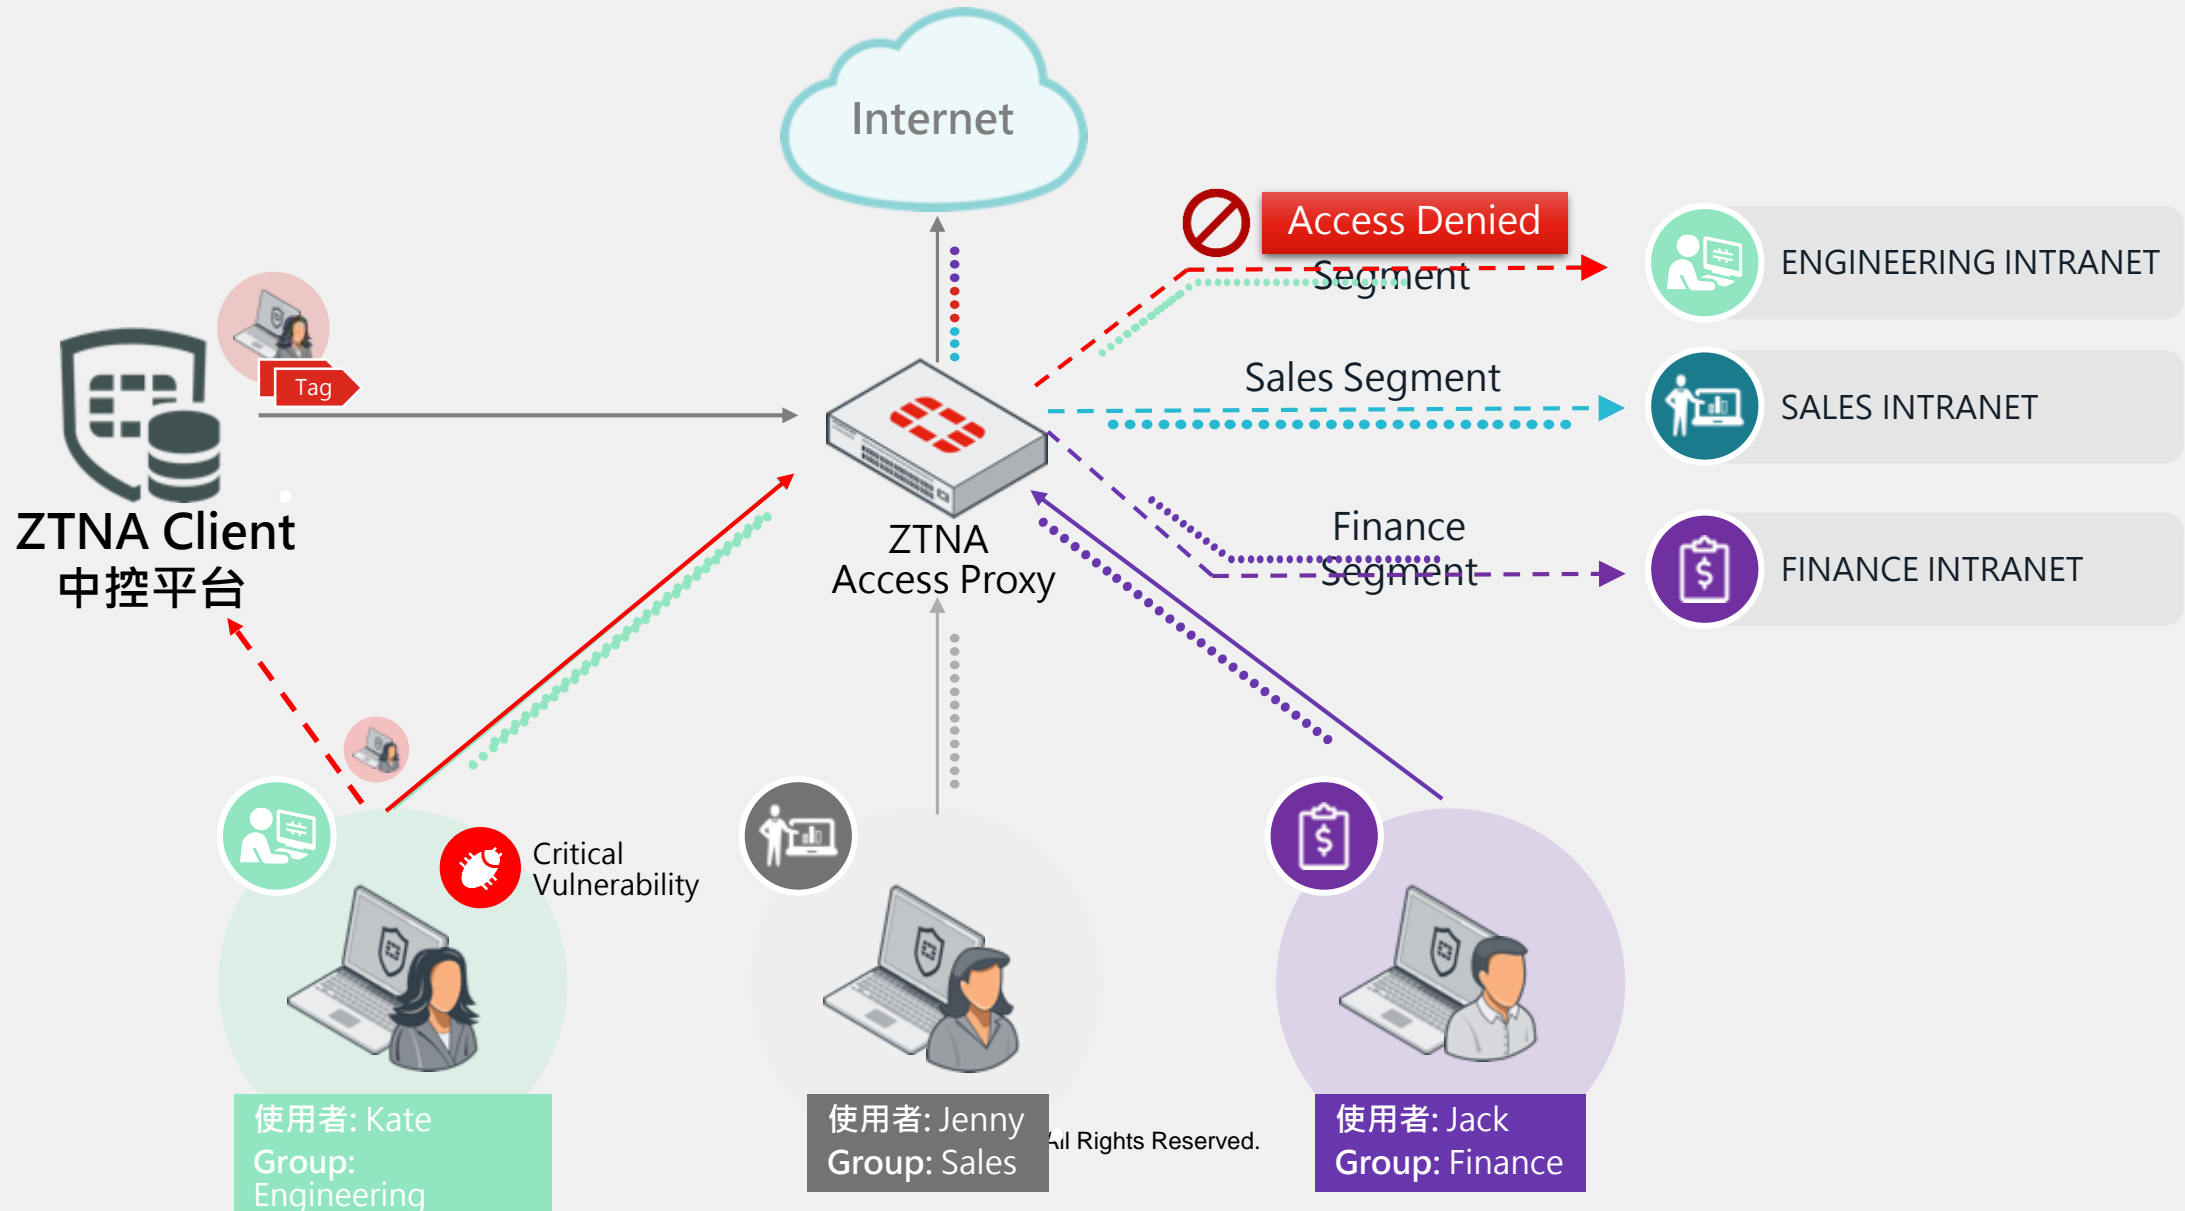 Internet
Access Denied
Segment
ENGINEERING INTRANET
Tag
Sales Segment
SALES INTRANET
ZTNA Client
中控平台
ZTNA
Access Proxy
Finance
Segment
FINANCE INTRANET
Critical
Vulnerability
使用者: Kate
Group:
Engineering
使用者: Jenny
Group: Sales
All Rights Reserved.
使用者: Jack
Group: Finance